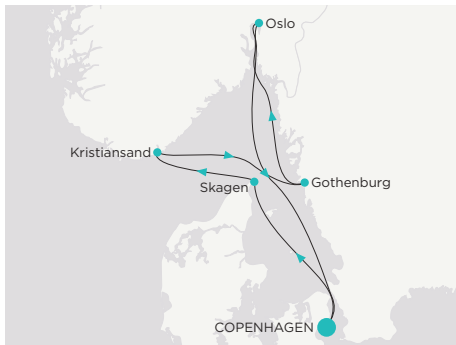 Oslo
Kristiansand
Skagen
Gothenburg
COPENHAGEN